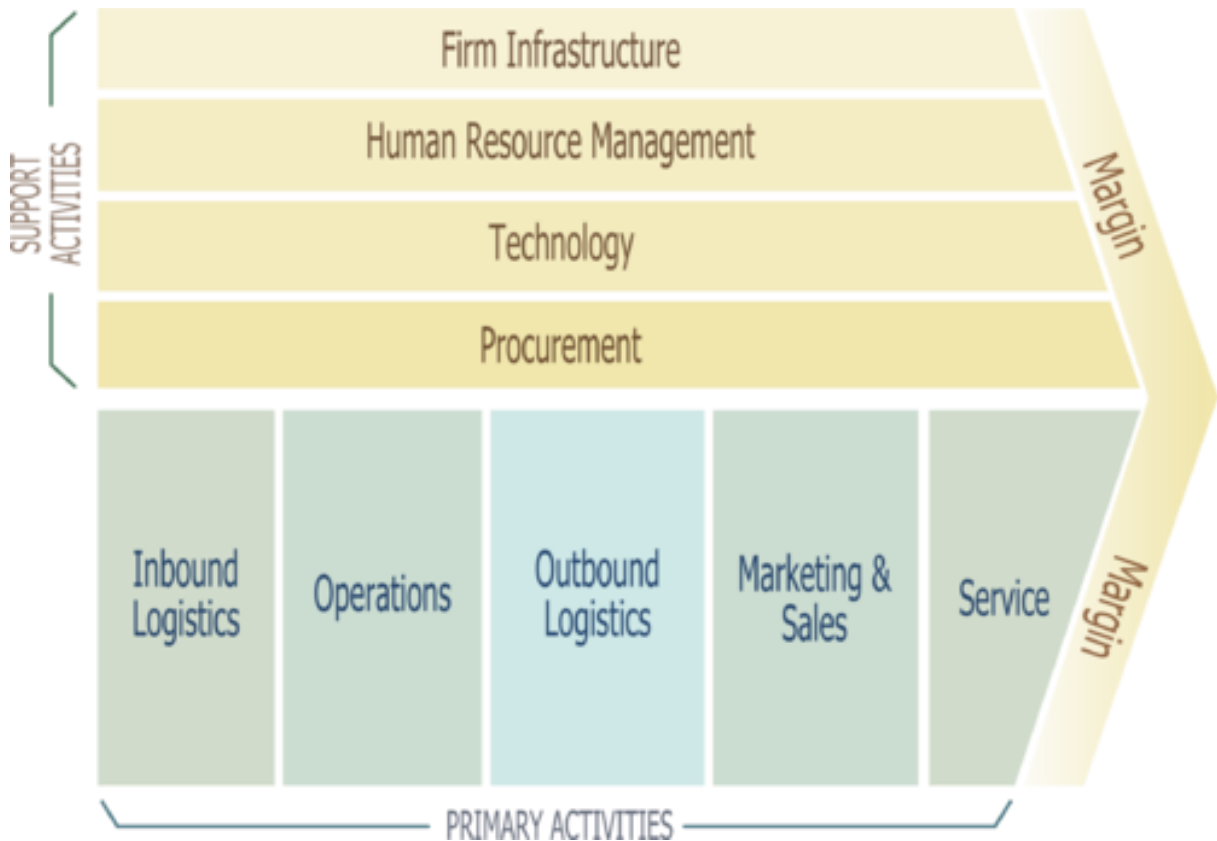 Firm Infrastructure
Human Resource Management
Technology
Procurement
SUPPORT
ACTIVITIES
Margin
Inbound
Logistics
Operations
Outbound
Logistics
Marketing &
Sales
Service
Margin
PRIMARY ACTIVITIES